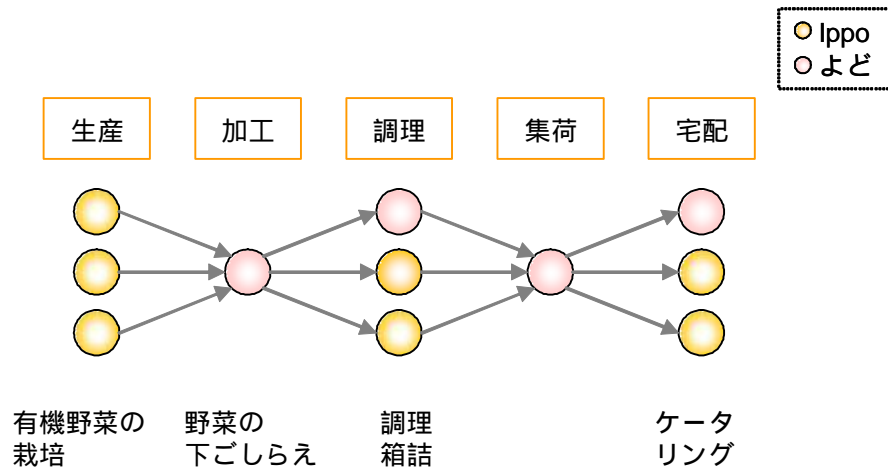 Ippo
よど
生産
加工
調理
集荷
宅配
有機野菜の
栽培
野菜の
下ごしらえ
調理
箱詰
ケータ
リング